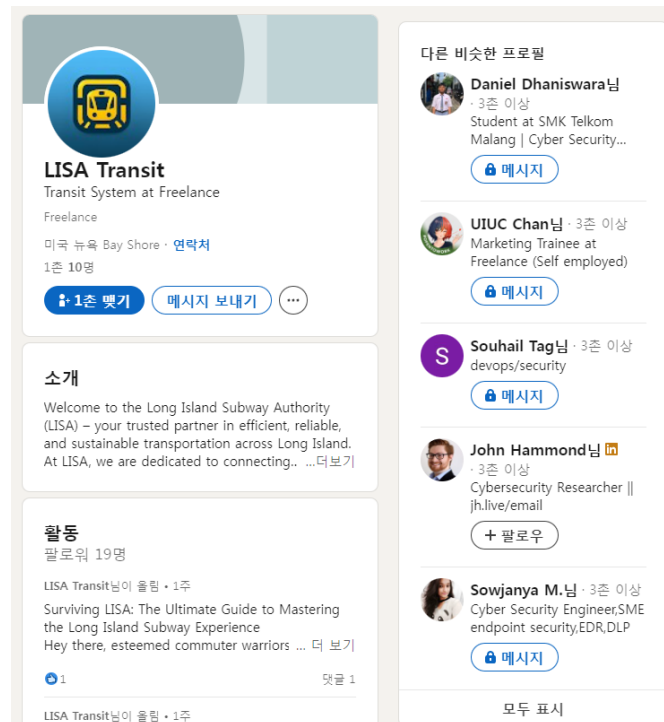 LISA Transit
Transit System at Freelance
Freelance
미국 뉴욕 Bay Shore · 연락처
1촌 10명
1촌 맺기
메시지 보내기
소개
Welcome to the Long Island Subway Authority
(LISA) – your trusted partner in efficient, reliable,
and sustainable transportation across Long Island.
At LISA, we are dedicated to connecting.. ...더보기
활동
팔로워 19명
LISA Transit님이 올림 • 1주
Surviving LISA: The Ultimate Guide to Mastering
the Long Island Subway Experience
Hey there, esteemed commuter warriors ... 더 보기
1
댓글 1
LISA Transit님이 올림 • 1주
다른 비슷한 프로필
Daniel Dhaniswara님
· 3촌 이상
Student at SMK Telkom
Malang | Cyber Security...
메시지
UIUC Chan님 · 3촌 이상
Marketing Trainee at
Freelance (Self employed)
메시지
S
Souhail Tag님 · 3촌 이상
devops/security
메시지
John Hammond님 in
· 3촌 이상
Cybersecurity Researcher ||
jh.live/email
+ 팔로우
Sowjanya M.님 · 3촌 이상
Cyber Security Engineer,SME
endpoint security,EDR,DLP
메시지
모두 표시